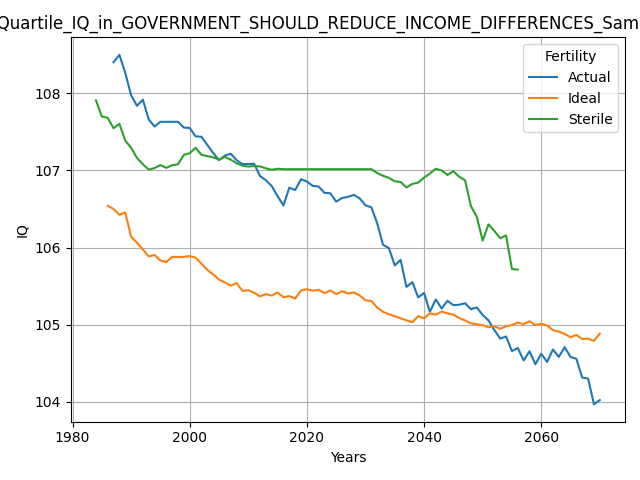 Quartile_IQ_in_GOVERNMENT_SHOULD_REDUCE_INCOME_DIFFERENCES_Sam
Fertility
Actual
Ideal
Sterile
108
107
106
105
104
IQ
1980
2000
2020
2040
2060
Years